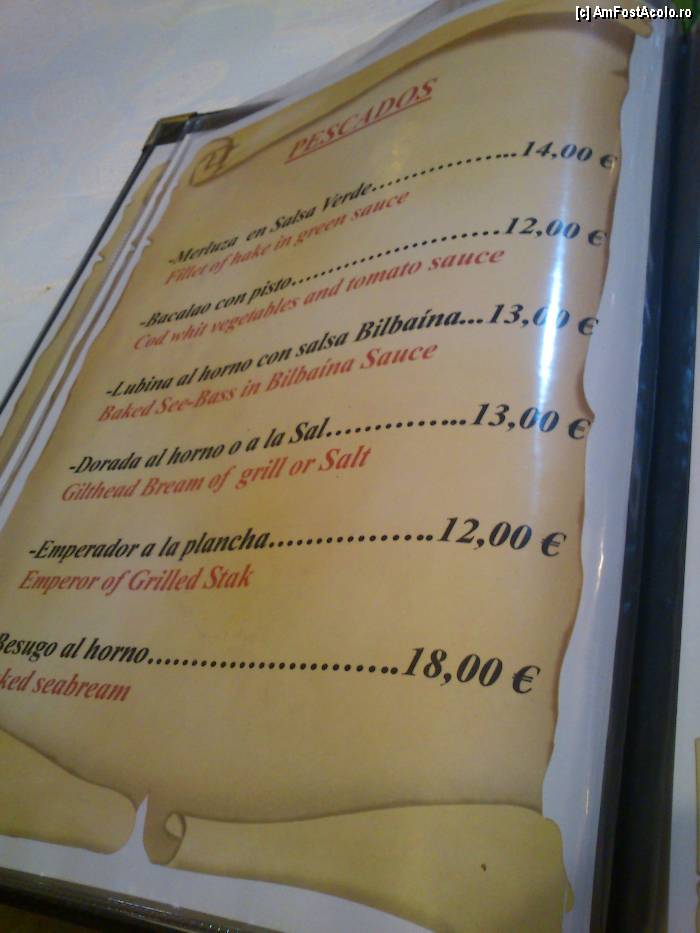 [c] AmFostAcolo.ro
PESCADOS
-Merluza en Salsa Verde................14,00 €
Fillet of hake in green sauce
-Bacalao con pisto........................12,00 €
Cod whit vegetables and tomato sauce
-Lubina al horno con salsa Bilbaína...13,00 €
Baked See-Bass in Bilbaína Sauce
-Dorada al horno o a la Sal...............13,00 €
Gilthead Bream of grill or Salt
-Emperador a la plancha..................12,00 €
Emperor of Grilled Stak
Besugo al horno.............................18,00 €
ked seabream